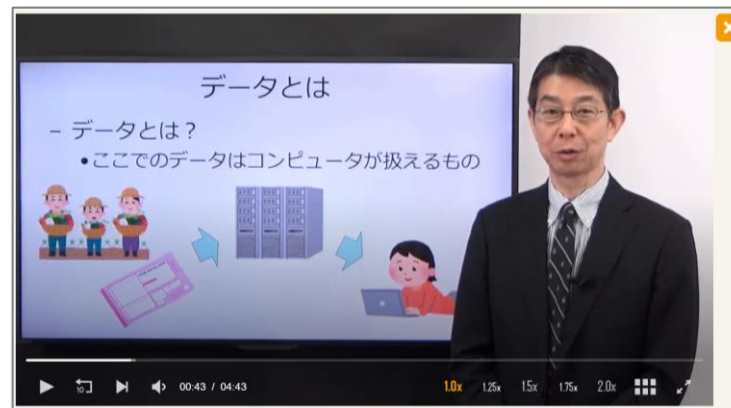 データとは
– データとは？
•ここでのデータはコンピュータが扱えるもの
10
00:43 / 04:43
1.0x 1.25x 1.5x 1.75x 2.0x